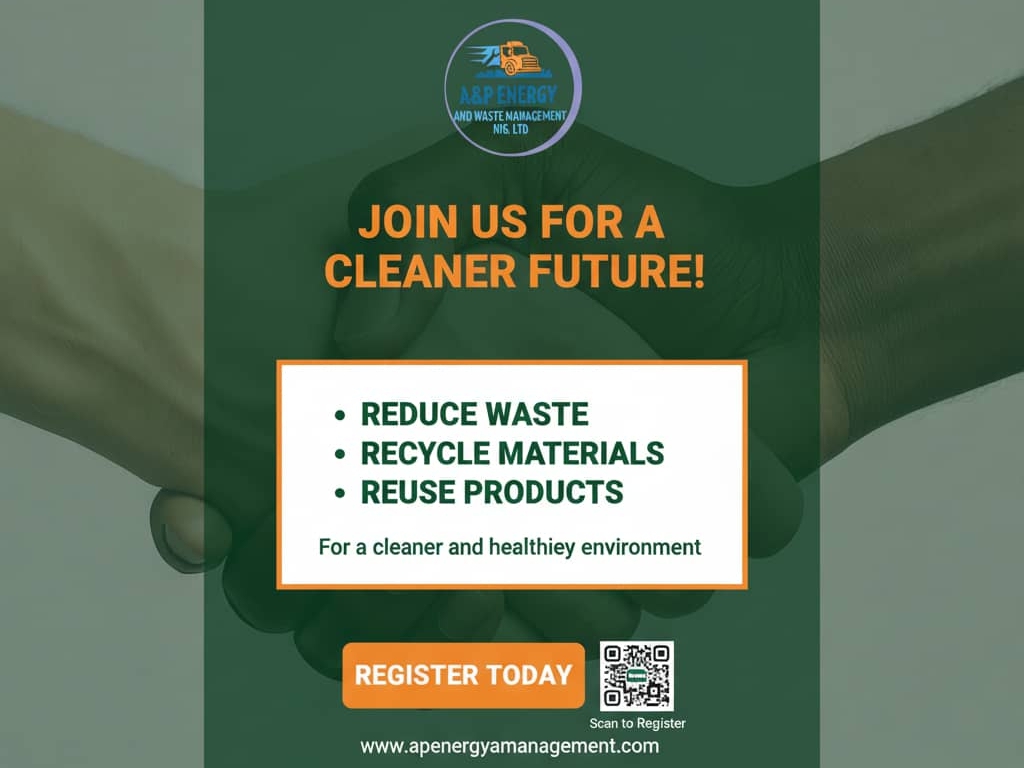 A&P ENERGY
AND WASTE MANAGEMENT
NIG. LTD
JOIN US FOR A
CLEANER FUTURE!
• REDUCE WASTE
• RECYCLE MATERIALS
• REUSE PRODUCTS
For a cleaner and healthiey environment
REGISTER TODAY
Scan to Register
www.apenergyamanagement.com